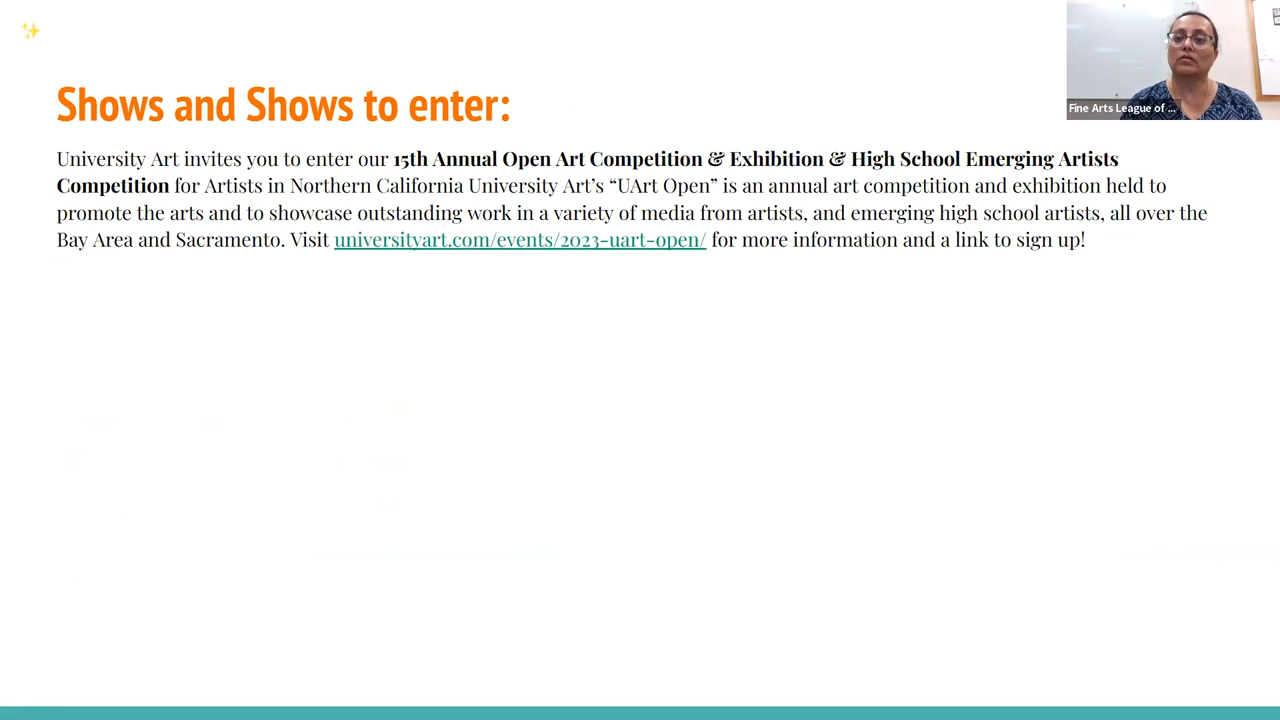 Shows and Shows to enter:
University Art invites you to enter our 15th Annual Open Art Competition & Exhibition & High School Emerging Artists
Competition for Artists in Northern California University Art’s “UArt Open” is an annual art competition and exhibition held to
promote the arts and to showcase outstanding work in a variety of media from artists, and emerging high school artists, all over the
Bay Area and Sacramento. Visit universityart.com/events/2023-uart-open/ for more information and a link to sign up!
Fine Arts League of ...